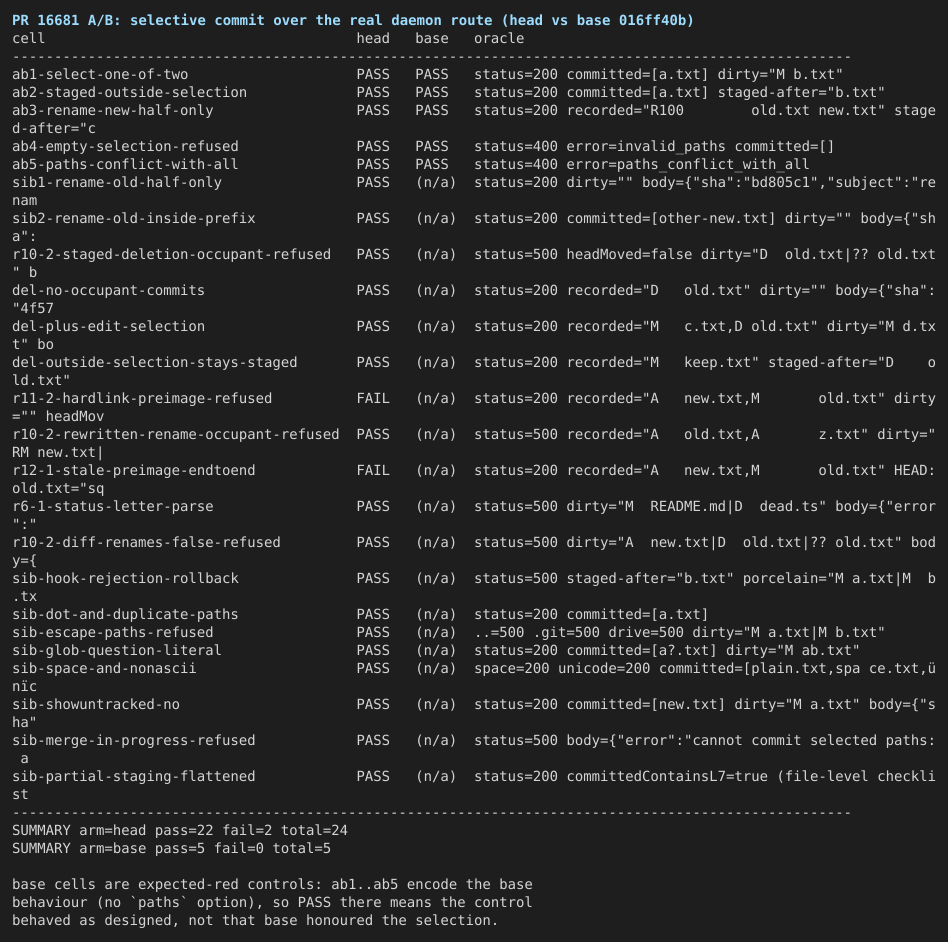 PR 16681 A/B: selective commit over the real daemon route (head vs base 016ff40b)
cell head base oracle
-----------------------------------------------------------------------------------------------------
ab1-select-one-of-two PASS PASS status=200 committed=[a.txt] dirty="M b.txt"
ab2-staged-outside-selection PASS PASS status=200 committed=[a.txt] staged-after="b.txt"
ab3-rename-new-half-only PASS PASS status=200 recorded="R100 old.txt new.txt" stage
d-after="c
ab4-empty-selection-refused PASS PASS status=400 error=invalid_paths committed=[]
ab5-paths-conflict-with-all PASS PASS status=400 error=paths_conflict_with_all
sib1-rename-old-half-only PASS (n/a) status=200 dirty="" body={"sha":"bd805c1","subject":"re
nam
sib2-rename-old-inside-prefix PASS (n/a) status=200 committed=[other-new.txt] dirty="" body={"sh
a":
r10-2-staged-deletion-occupant-refused PASS (n/a) status=500 headMoved=false dirty="D  old.txt|?? old.txt
" b
del-no-occupant-commits PASS (n/a) status=200 recorded="D old.txt" dirty="" body={"sha":
"4f57
del-plus-edit-selection PASS (n/a) status=200 recorded="M c.txt,D old.txt" dirty="M d.tx
t" bo
del-outside-selection-stays-staged PASS (n/a) status=200 recorded="M keep.txt" staged-after="D o
ld.txt"
r11-2-hardlink-preimage-refused FAIL (n/a) status=200 recorded="A new.txt,M old.txt" dirty
="" headMov
r10-2-rewritten-rename-occupant-refused PASS (n/a) status=500 recorded="A old.txt,A z.txt" dirty="
RM new.txt|
r12-1-stale-preimage-endtoend FAIL (n/a) status=200 recorded="A new.txt,M old.txt" HEAD:
old.txt="sq
r6-1-status-letter-parse PASS (n/a) status=500 dirty="M  README.md|D  dead.ts" body={"error
":"
r10-2-diff-renames-false-refused PASS (n/a) status=500 dirty="A  new.txt|D  old.txt|?? old.txt" bod
y={
sib-hook-rejection-rollback PASS (n/a) status=500 staged-after="b.txt" porcelain="M a.txt|M  b
.tx
sib-dot-and-duplicate-paths PASS (n/a) status=200 committed=[a.txt]
sib-escape-paths-refused PASS (n/a) ..=500 .git=500 drive=500 dirty="M a.txt|M b.txt"
sib-glob-question-literal PASS (n/a) status=200 committed=[a?.txt] dirty="M ab.txt"
sib-space-and-nonascii PASS (n/a) space=200 unicode=200 committed=[plain.txt,spa ce.txt,ü
nïc
sib-showuntracked-no PASS (n/a) status=200 committed=[new.txt] dirty="M a.txt" body={"s
ha"
sib-merge-in-progress-refused PASS (n/a) status=500 body={"error":"cannot commit selected paths:
a
sib-partial-staging-flattened PASS (n/a) status=200 committedContainsL7=true (file-level checkli
st
-----------------------------------------------------------------------------------------------------
SUMMARY arm=head pass=22 fail=2 total=24
SUMMARY arm=base pass=5 fail=0 total=5
base cells are expected-red controls: ab1..ab5 encode the base
behaviour (no `paths` option), so PASS there means the control
behaved as designed, not that base honoured the selection.